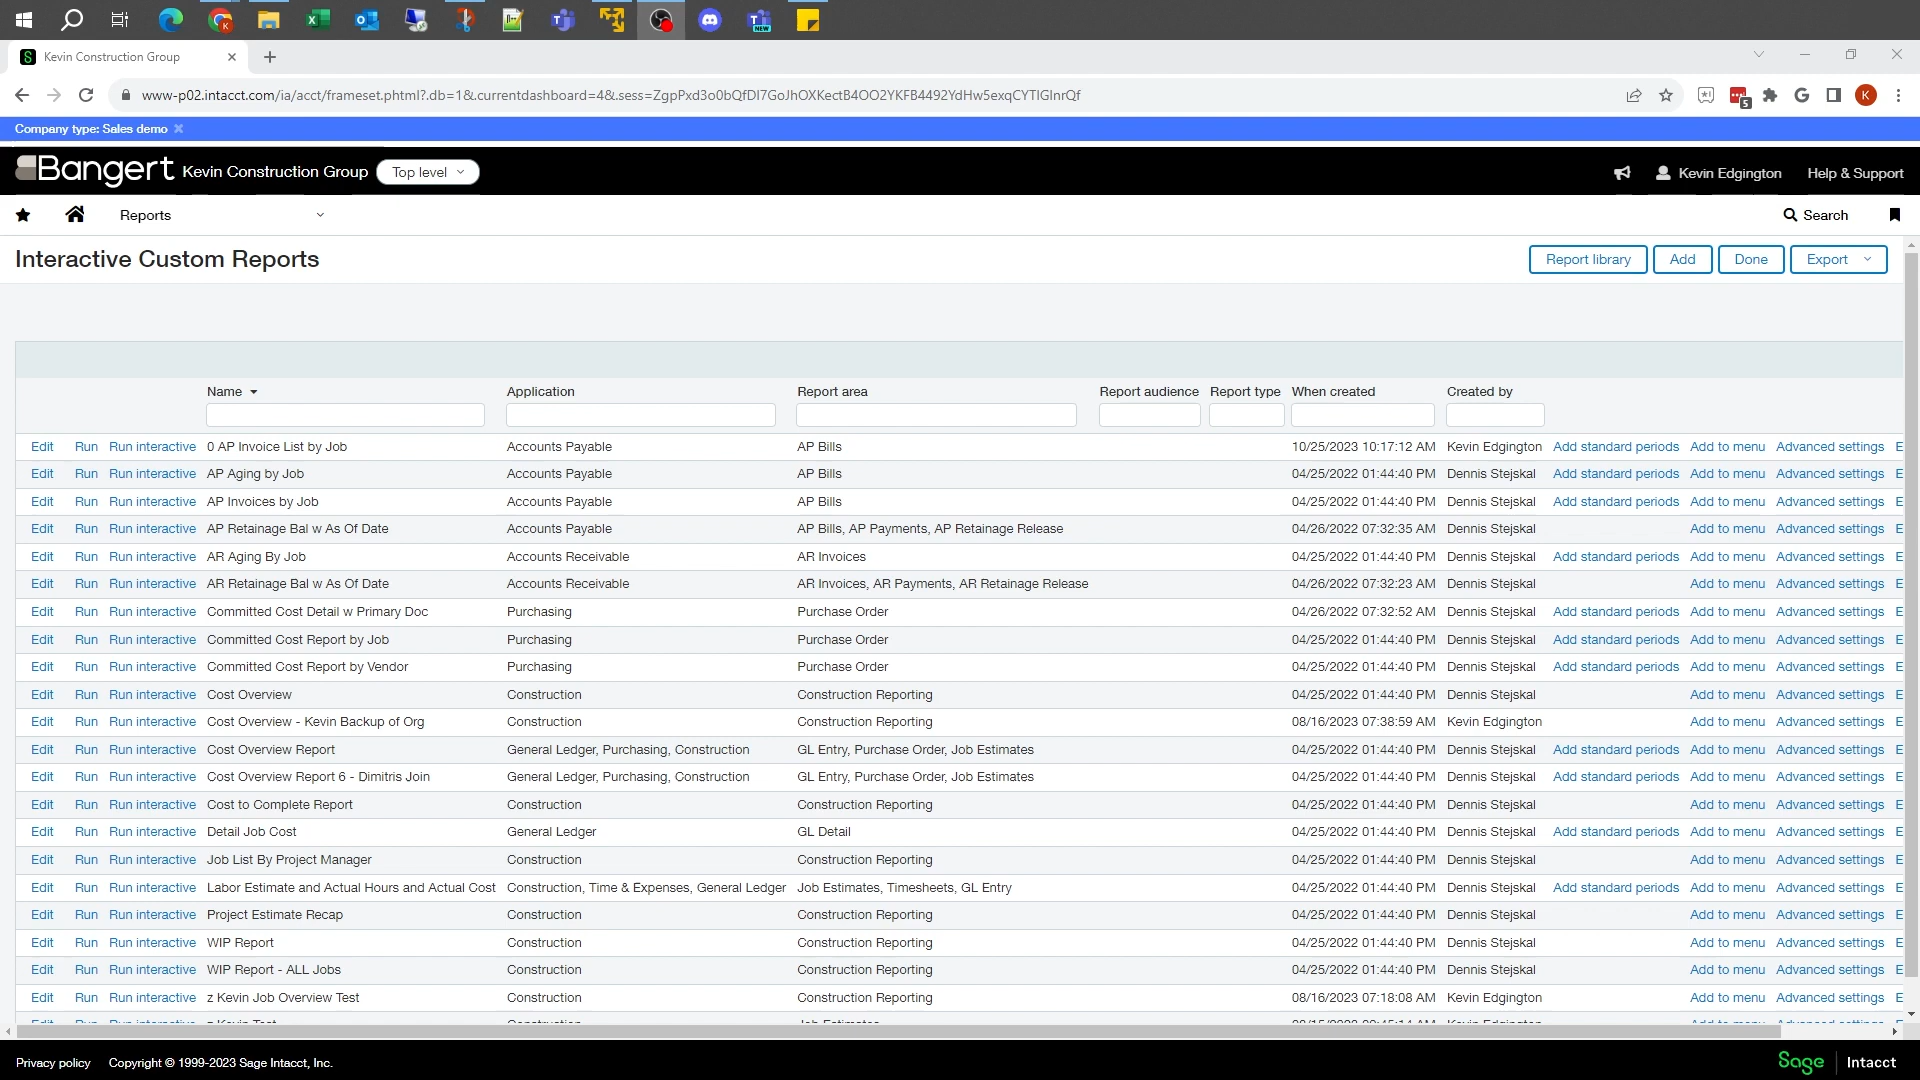 Kevin Construction Group
www-p02.intacct.com/ia/acct/frameset.phtml?.db=1&.currentdashboard=4&.sess=ZgpPxd3o0bQfDI7GoJhOXKectB4OO2YKFB4492YdHw5exqCYTlGInrQf
5
K
Company type: Sales demo
Bangert Kevin Construction Group Top level Kevin Edgington Help & Support
Reports Search
Interactive Custom Reports Report library Add Done Export
Name Application Report area Report audience Report type When created Created by
Edit Run Run interactive 0 AP Invoice List by Job Accounts Payable AP Bills 10/25/2023 10:17:12 AM Kevin Edgington Add standard periods Add to menu Advanced settings E
Edit Run Run interactive AP Aging by Job Accounts Payable AP Bills 04/25/2022 01:44:40 PM Dennis Stejskal Add standard periods Add to menu Advanced settings E
Edit Run Run interactive AP Invoices by Job Accounts Payable AP Bills 04/25/2022 01:44:40 PM Dennis Stejskal Add standard periods Add to menu Advanced settings E
Edit Run Run interactive AP Retainage Bal w As Of Date Accounts Payable AP Bills, AP Payments, AP Retainage Release 04/26/2022 07:32:35 AM Dennis Stejskal Add to menu Advanced settings E
Edit Run Run interactive AR Aging By Job Accounts Receivable AR Invoices 04/25/2022 01:44:40 PM Dennis Stejskal Add standard periods Add to menu Advanced settings E
Edit Run Run interactive AR Retainage Bal w As Of Date Accounts Receivable AR Invoices, AR Payments, AR Retainage Release 04/26/2022 07:32:23 AM Dennis Stejskal Add to menu Advanced settings E
Edit Run Run interactive Committed Cost Detail w Primary Doc Purchasing Purchase Order 04/26/2022 07:32:52 AM Dennis Stejskal Add standard periods Add to menu Advanced settings E
Edit Run Run interactive Committed Cost Report by Job Purchasing Purchase Order 04/25/2022 01:44:40 PM Dennis Stejskal Add standard periods Add to menu Advanced settings E
Edit Run Run interactive Committed Cost Report by Vendor Purchasing Purchase Order 04/25/2022 01:44:40 PM Dennis Stejskal Add standard periods Add to menu Advanced settings E
Edit Run Run interactive Cost Overview Construction Construction Reporting 04/25/2022 01:44:40 PM Dennis Stejskal Add to menu Advanced settings E
Edit Run Run interactive Cost Overview - Kevin Backup of Org Construction Construction Reporting 08/16/2023 07:38:59 AM Kevin Edgington Add to menu Advanced settings E
Edit Run Run interactive Cost Overview Report General Ledger, Purchasing, Construction GL Entry, Purchase Order, Job Estimates 04/25/2022 01:44:40 PM Dennis Stejskal Add standard periods Add to menu Advanced settings E
Edit Run Run interactive Cost Overview Report 6 - Dimitris Join General Ledger, Purchasing, Construction GL Entry, Purchase Order, Job Estimates 04/25/2022 01:44:40 PM Dennis Stejskal Add standard periods Add to menu Advanced settings E
Edit Run Run interactive Cost to Complete Report Construction Construction Reporting 04/25/2022 01:44:40 PM Dennis Stejskal Add to menu Advanced settings E
Edit Run Run interactive Detail Job Cost General Ledger GL Detail 04/25/2022 01:44:40 PM Dennis Stejskal Add standard periods Add to menu Advanced settings E
Edit Run Run interactive Job List By Project Manager Construction Construction Reporting 04/25/2022 01:44:40 PM Dennis Stejskal Add to menu Advanced settings E
Edit Run Run interactive Labor Estimate and Actual Hours and Actual Cost Construction, Time & Expenses, General Ledger Job Estimates, Timesheets, GL Entry 04/25/2022 01:44:40 PM Dennis Stejskal Add standard periods Add to menu Advanced settings E
Edit Run Run interactive Project Estimate Recap Construction Construction Reporting 04/25/2022 01:44:40 PM Dennis Stejskal Add to menu Advanced settings E
Edit Run Run interactive WIP Report Construction Construction Reporting 04/25/2022 01:44:40 PM Dennis Stejskal Add to menu Advanced settings E
Edit Run Run interactive WIP Report - ALL Jobs Construction Construction Reporting 04/25/2022 01:44:40 PM Dennis Stejskal Add to menu Advanced settings E
Edit Run Run interactive z Kevin Job Overview Test Construction Construction Reporting 08/16/2023 07:18:08 AM Kevin Edgington Add to menu Advanced settings E
Privacy policy Copyright © 1999-2023 Sage Intacct, Inc. Sage Intacct